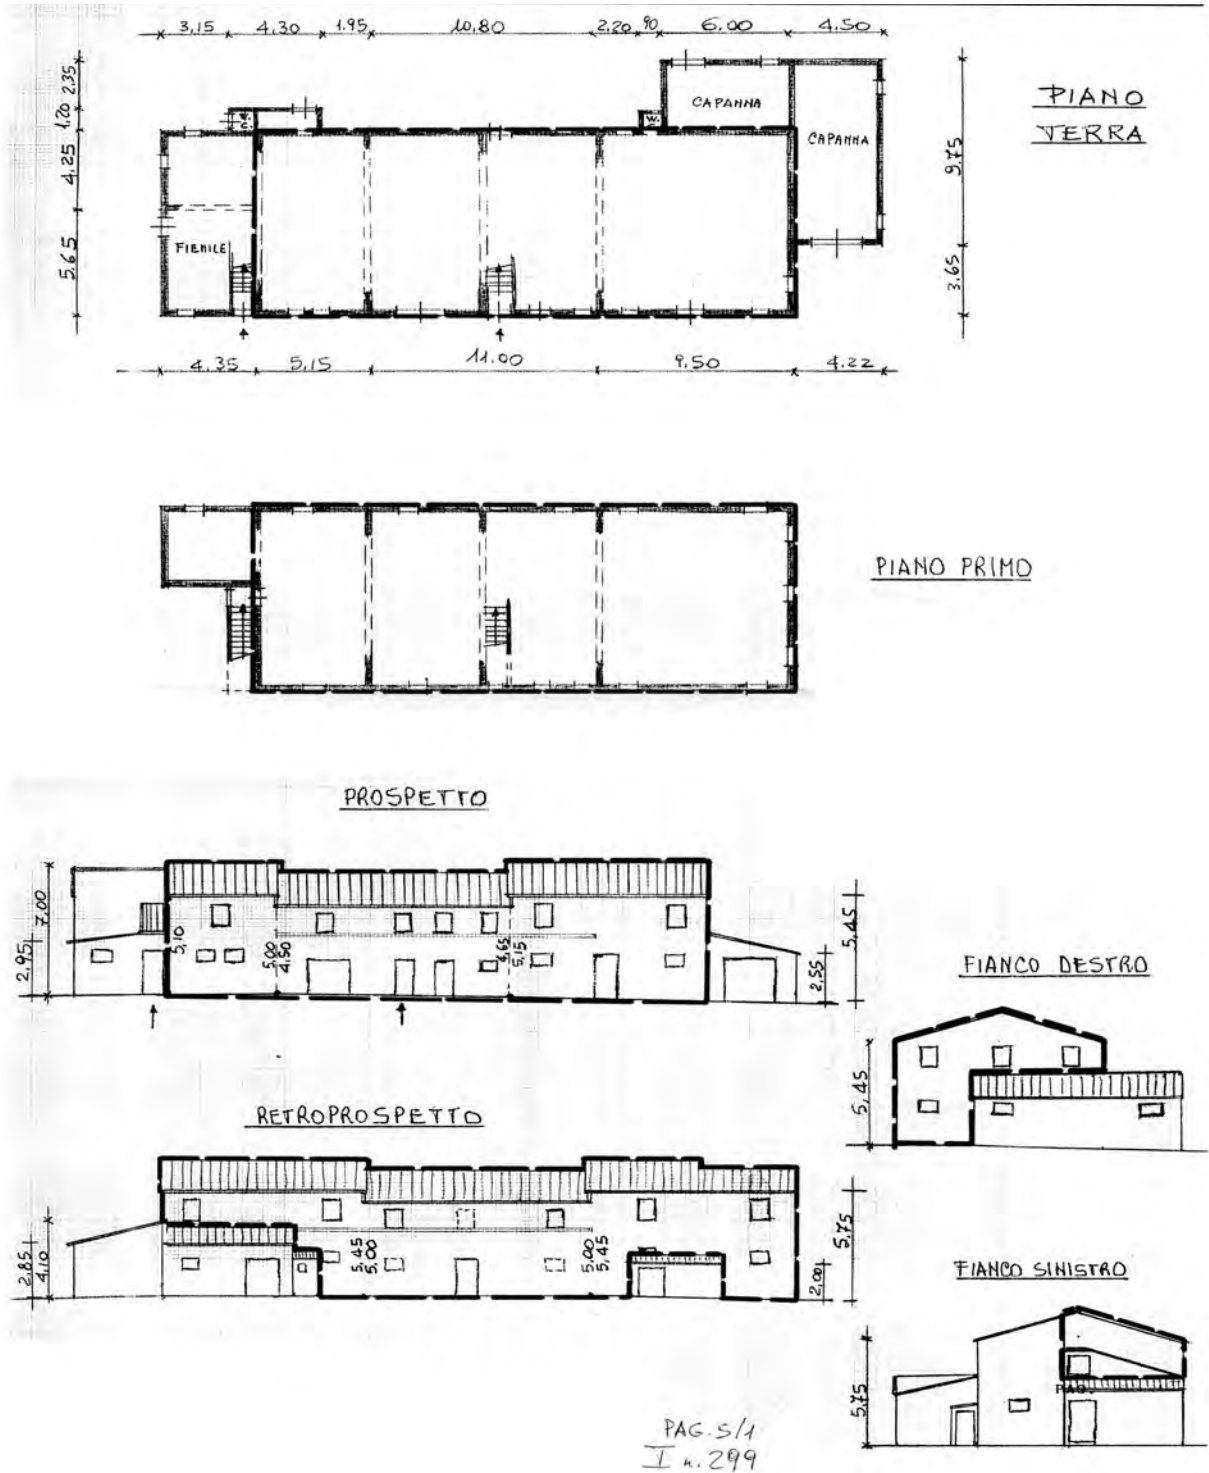 3,15 4.30 1.95 10.80 2,20 90 6.00 4.50
2.35
1,20
4.25
5.65
W.C.
CAPANNA
W.
CAPANNA
FIENILE
9.75
3.65
PIANO
TERRA
4.35 5,15 11.00 9,50 4.22
PIANO PRIMO
PROSPETTO
7,00
2,95
5,10
5,00
4,50
4,65
5,15
2,55
5,45
FIANCO DESTRO
5,45
RETROPROSPETTO
2,85
4,10
5,45
5,00
5,00
5,45
2,00
5,75
FIANCO SINISTRO
5,75
PAG.
PAG. 5/1
I n. 299